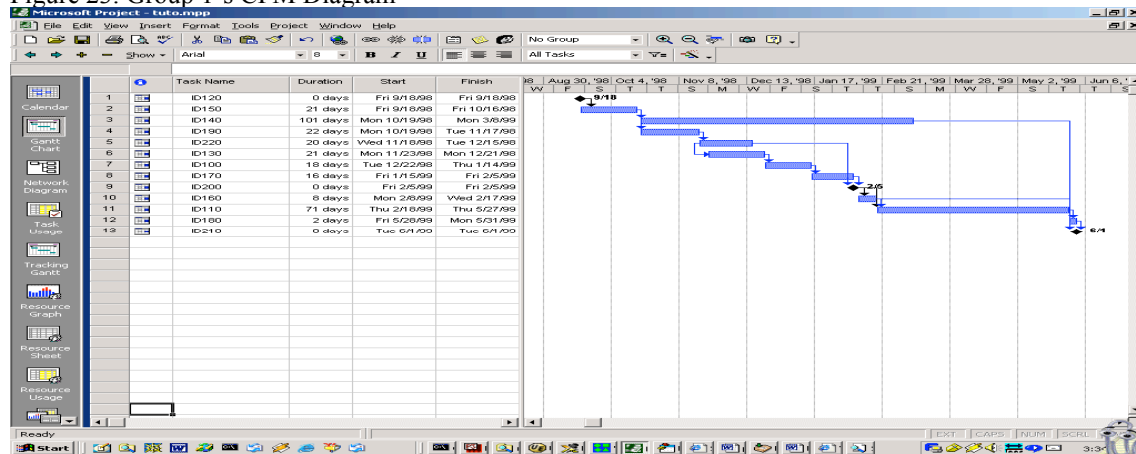 Figure 25: Group 1's CPM Diagram
Microsoft Project - tuto.mpp
File Edit View Insert Format Tools Project Window Help
No Group
Show Arial 8 B I U All Tasks
Task Name Duration Start Finish
98 Aug 30, '98 Oct 4, '98 Nov 8, '98 Dec 13, '98 Jan 17, '99 Feb 21, '99 Mar 28, '99 May 2, '99 Jun 6, '
W F S T T S M W F S T T S M W F S T T S
1 ID120 0 days Fri 9/18/98 Fri 9/18/98
2 ID150 21 days Fri 9/18/98 Fri 10/16/98
3 ID140 101 days Mon 10/19/98 Mon 3/8/99
4 ID190 22 days Mon 10/19/98 Tue 11/17/98
5 ID220 20 days Wed 11/18/98 Tue 12/15/98
6 ID130 21 days Mon 11/23/98 Mon 12/21/98
7 ID100 18 days Tue 12/22/98 Thu 1/14/99
8 ID170 16 days Fri 1/15/99 Fri 2/5/99
9 ID200 0 days Fri 2/5/99 Fri 2/5/99
10 ID160 8 days Mon 2/8/99 Wed 2/17/99
11 ID110 71 days Thu 2/18/99 Thu 5/27/99
12 ID180 2 days Fri 5/28/99 Mon 5/31/99
13 ID210 0 days Tue 6/1/99 Tue 6/1/99
9/18
2/5
6/1
Calendar
Gantt
Chart
Network
Diagram
Task
Usage
Tracking
Gantt
Resource
Graph
Resource
Sheet
Resource
Usage
Ready
EXT CAPS NUM SCRL
Start